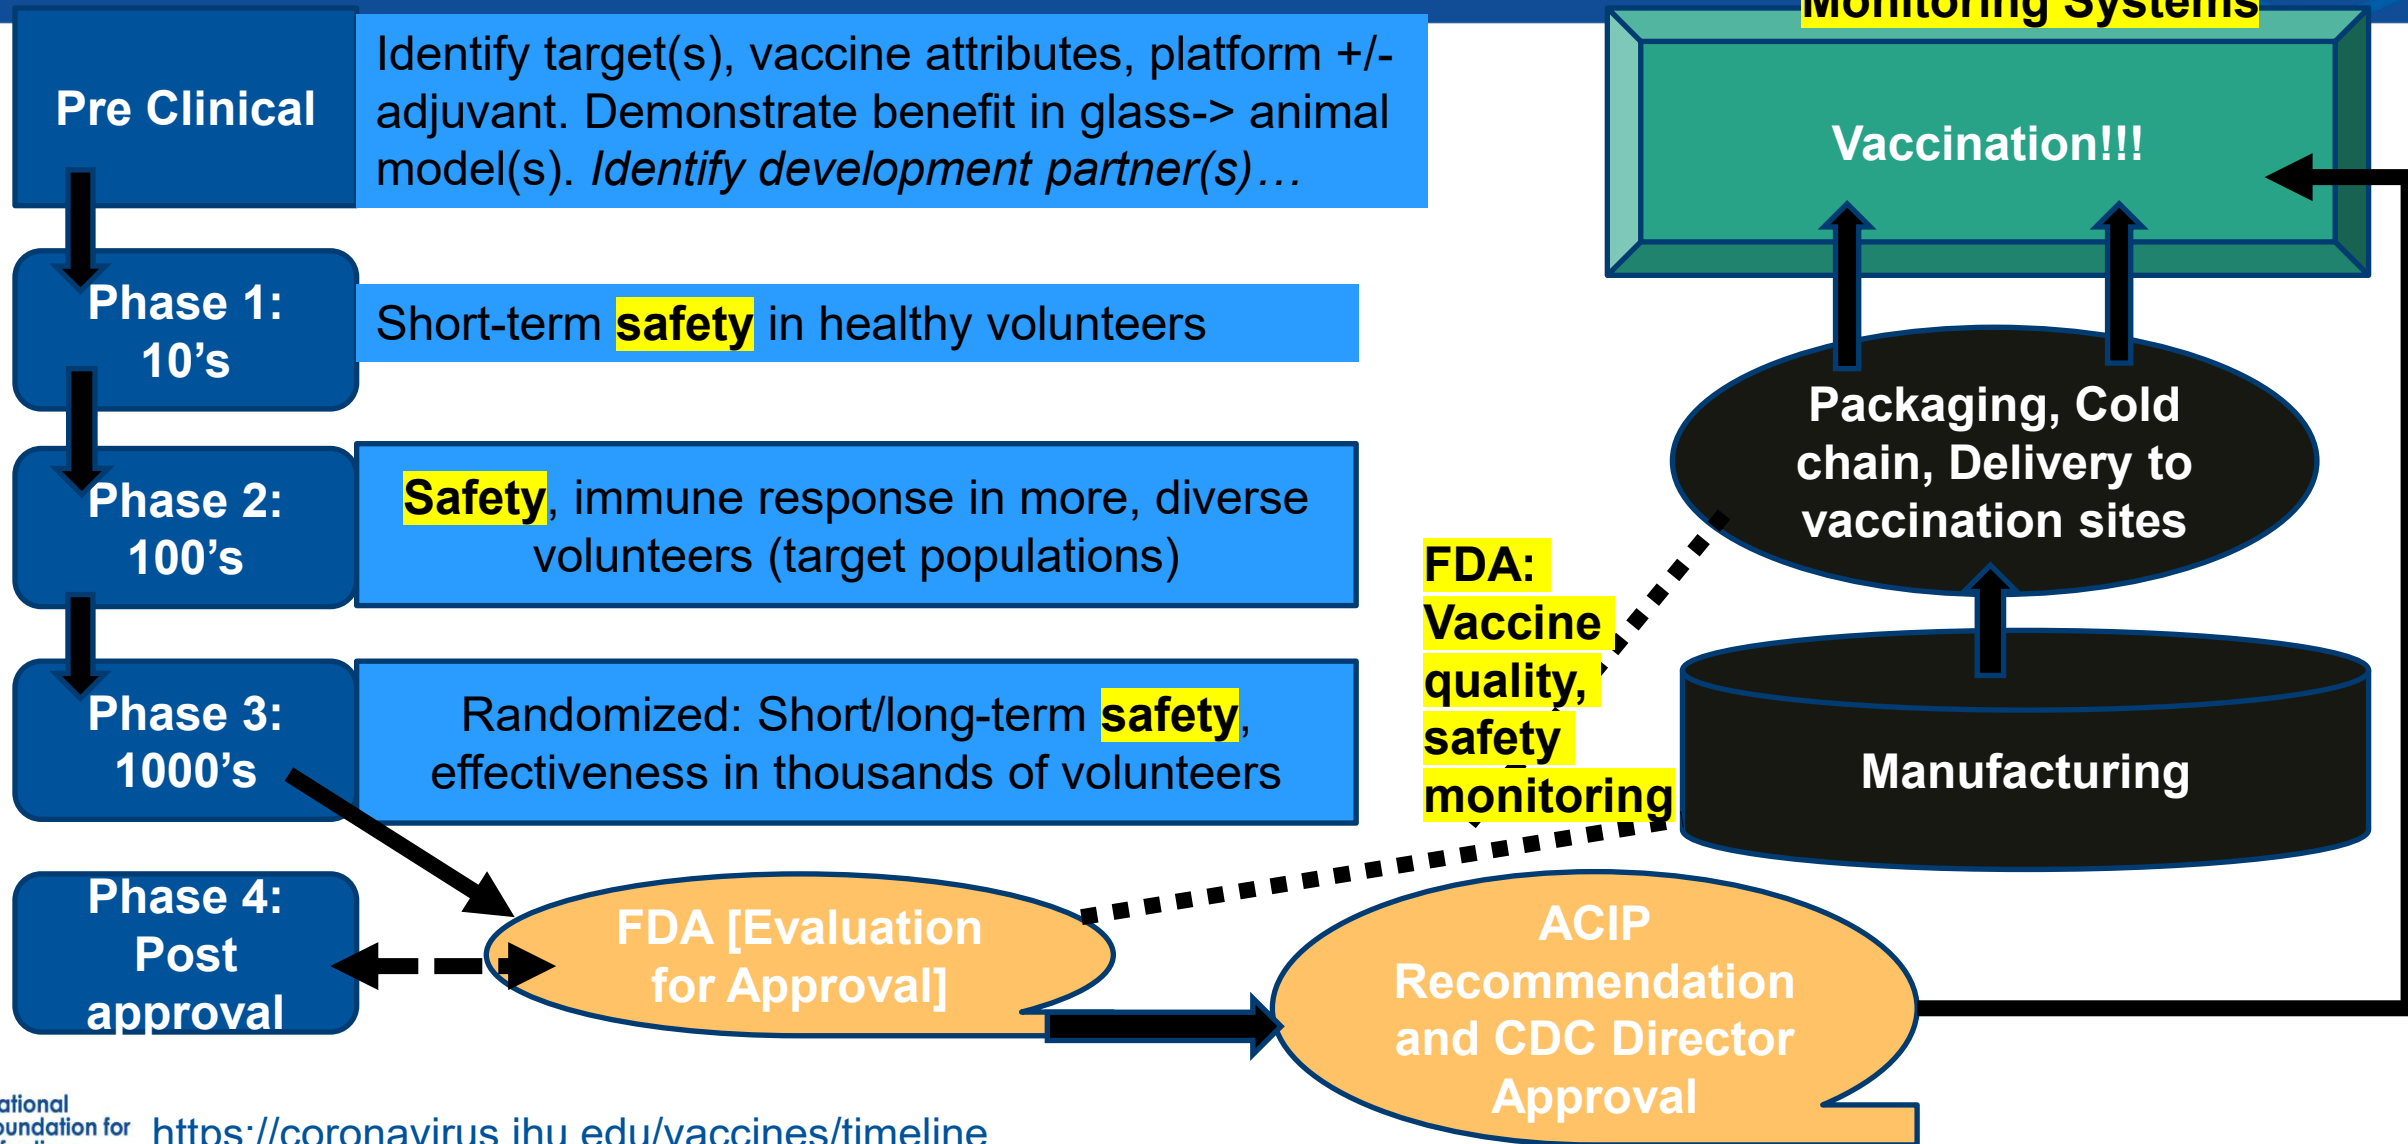 Monitoring Systems
Pre Clinical
Identify target(s), vaccine attributes, platform +/-
adjuvant. Demonstrate benefit in glass-> animal
model(s). Identify development partner(s)…
Vaccination!!!
Phase 1:
10’s
Short-term safety in healthy volunteers
Phase 2:
100’s
Safety, immune response in more, diverse
volunteers (target populations)
Packaging, Cold
chain, Delivery to
vaccination sites
FDA:
Vaccine
quality,
safety
monitoring
Phase 3:
1000’s
Randomized: Short/long-term safety,
effectiveness in thousands of volunteers
Manufacturing
Phase 4:
Post
approval
FDA [Evaluation
for Approval]
ACIP
Recommendation
and CDC Director
Approval
https://coronavirus.jhu.edu/vaccines/timeline